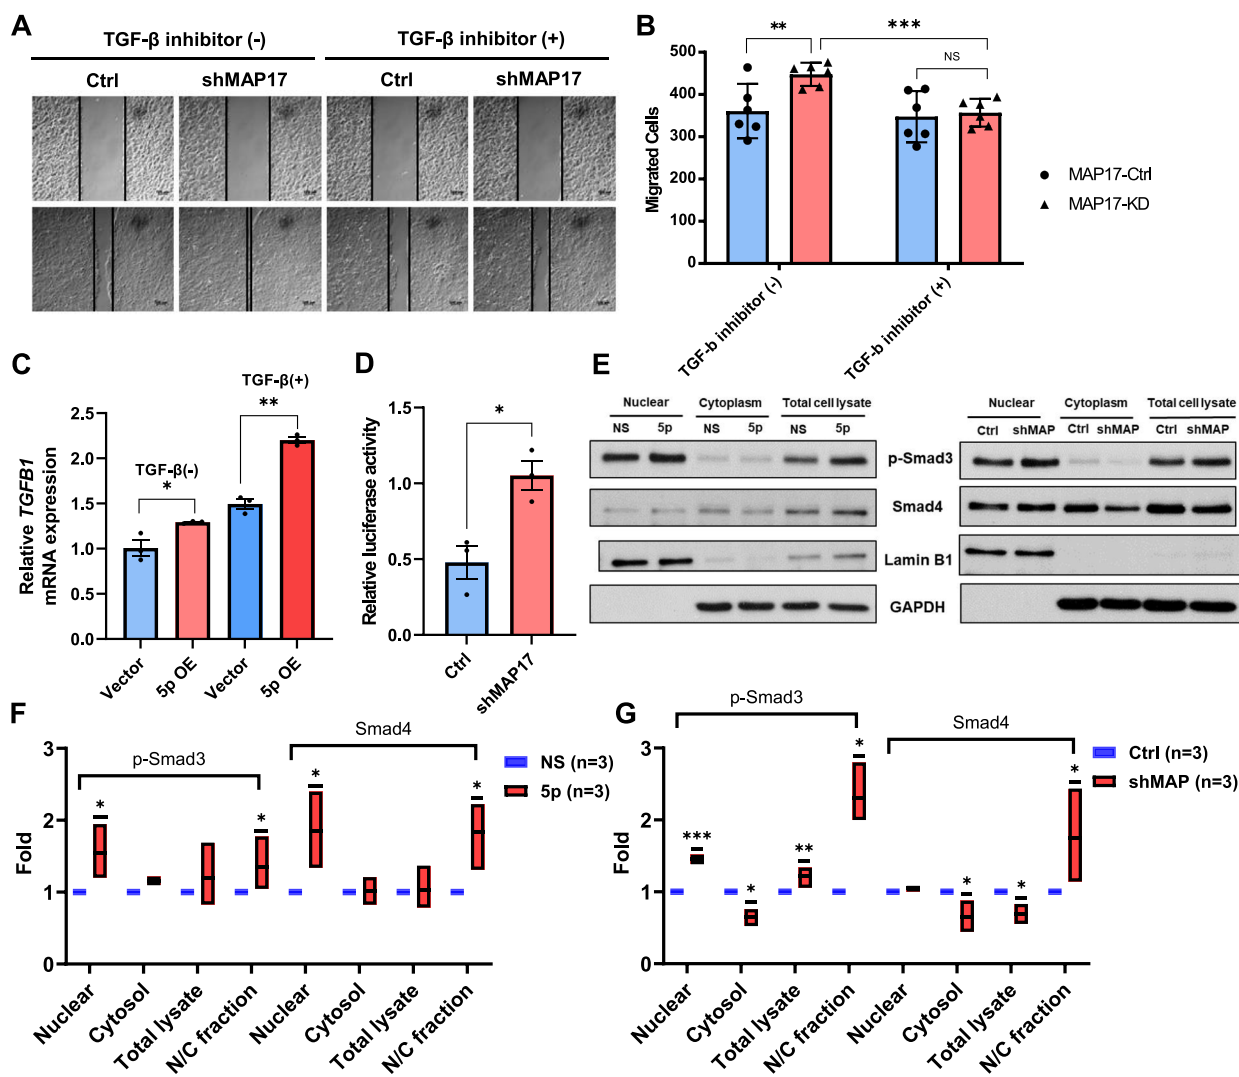 A
TGF-β inhibitor (-)
TGF-β inhibitor (+)
Ctrl
shMAP17
Ctrl
shMAP17
B
**
***
NS
500
400
300
200
100
0
Migrated Cells
TGF-b inhibitor (-)
TGF-b inhibitor (+)
MAP17-Ctrl
MAP17-KD
C
TGF-β(+)
**
TGF-β(-)
*
2.5
2.0
1.5
1.0
0.5
0.0
Relative TGFB1
mRNA expression
Vector
5p OE
Vector
5p OE
D
*
1.5
1.0
0.5
0.0
Relative luciferase activity
Ctrl
shMAP17
E
Nuclear
Cytoplasm
Total cell lysate
NS
5p
NS
5p
NS
5p
Nuclear
Cytoplasm
Total cell lysate
Ctrl
shMAP
Ctrl
shMAP
Ctrl
shMAP
p-Smad3
Smad4
Lamin B1
GAPDH
F
Smad4
p-Smad3
*
*
*
*
3
2
1
0
Fold
Nuclear
Cytosol
Total lysate
N/C fraction
Nuclear
Cytosol
Total lysate
N/C fraction
NS (n=3)
5p (n=3)
G
p-Smad3
Smad4
***
*
**
*
*
*
*
3
2
1
0
Fold
Nuclear
Cytosol
Total lysate
N/C fraction
Nuclear
Cytosol
Total lysate
N/C fraction
Ctrl (n=3)
shMAP (n=3)